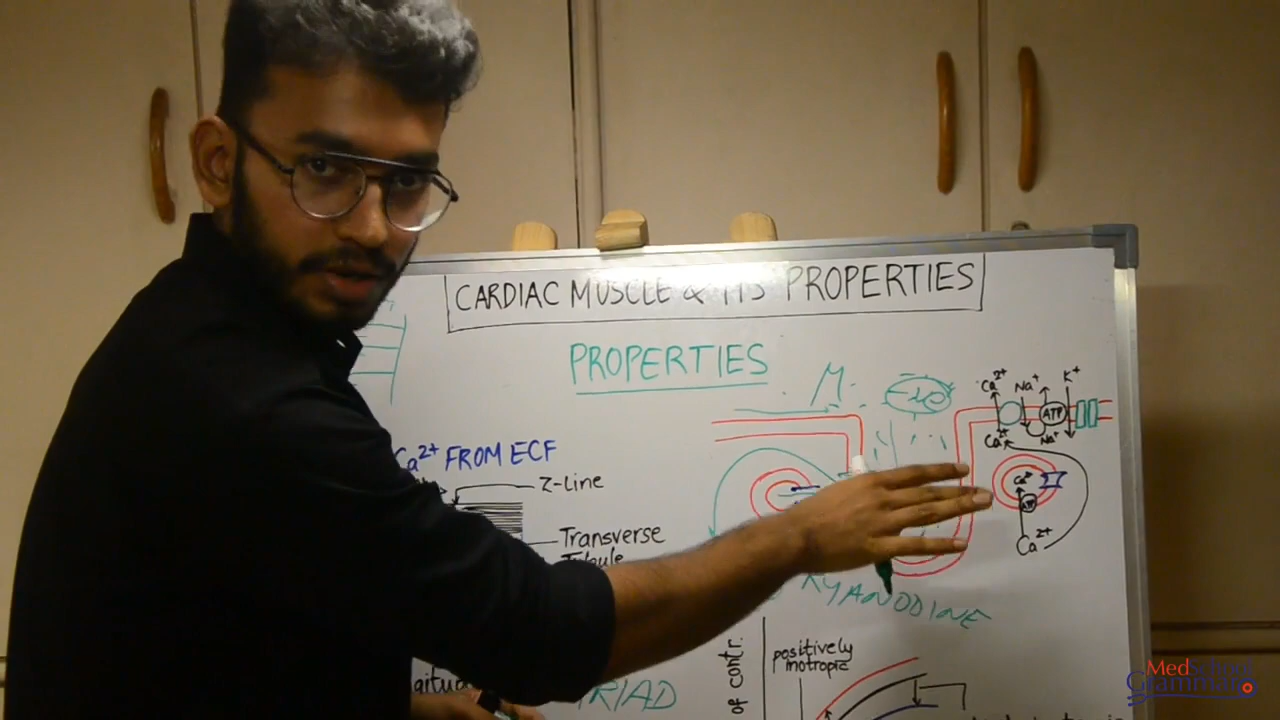 CARDIAC MUSCLE & ITS PROPERTIES
PROPERTIES
Ca²⁺ FROM ECF
Z-LINE
Transverse
Tubule
TRIAD
M
Ca²⁺
Na⁺
K⁺
ATP
Ca²⁺
Na⁺
Ca²⁺
Ca²⁺
RYANODINE
of contr.
positively
inotropic
MedSchool
Grammar